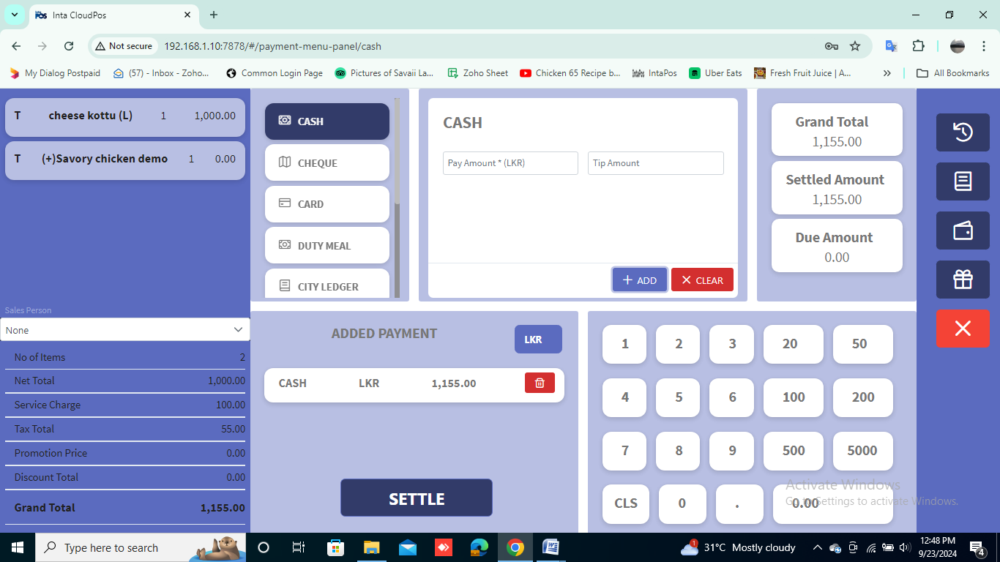 Inta CloudPos
Not secure
192.168.1.10:7878/#/payment-menu-panel/cash
My Dialog Postpaid
(57) - Inbox - Zoho...
Common Login Page
Pictures of Savaii La...
Zoho Sheet
Chicken 65 Recipe b...
IntaPos
Uber Eats
Fresh Fruit Juice | A...
All Bookmarks
T cheese kottu (L) 1 1,000.00
T (+)Savory chicken demo 1 0.00
Sales Person
None
No of Items 2
Net Total 1,000.00
Service Charge 100.00
Tax Total 55.00
Promotion Price 0.00
Discount Total 0.00
Grand Total 1,155.00
CASH
CHEQUE
CARD
DUTY MEAL
CITY LEDGER
CASH
Pay Amount * (LKR)
Tip Amount
ADD
CLEAR
Grand Total
1,155.00
Settled Amount
1,155.00
Due Amount
0.00
ADDED PAYMENT
LKR
CASH LKR 1,155.00
SETTLE
1 2 3 20 50
4 5 6 100 200
7 8 9 500 5000
CLS 0 . 0.00
Activate Windows
Go to Settings to activate Windows.
Type here to search
31°C Mostly cloudy
12:48 PM
9/23/2024
4